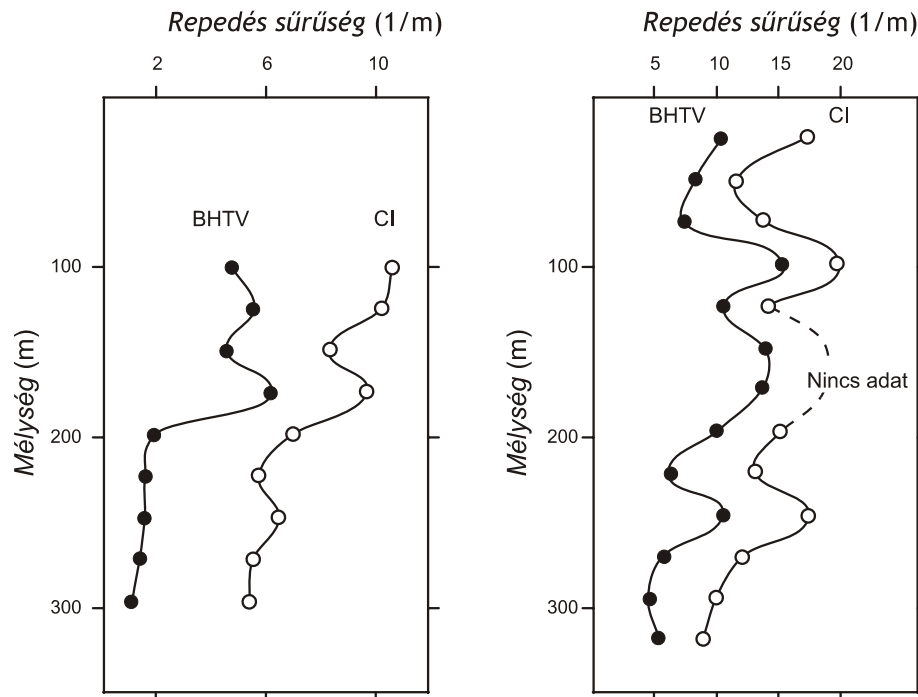 Repedés sűrűség (1/m)
2 6 10
BHTV CI
100
200
300
Mélység (m)
Repedés sűrűség (1/m)
5 10 15 20
BHTV CI
100
Nincs adat
200
300
Mélység (m)